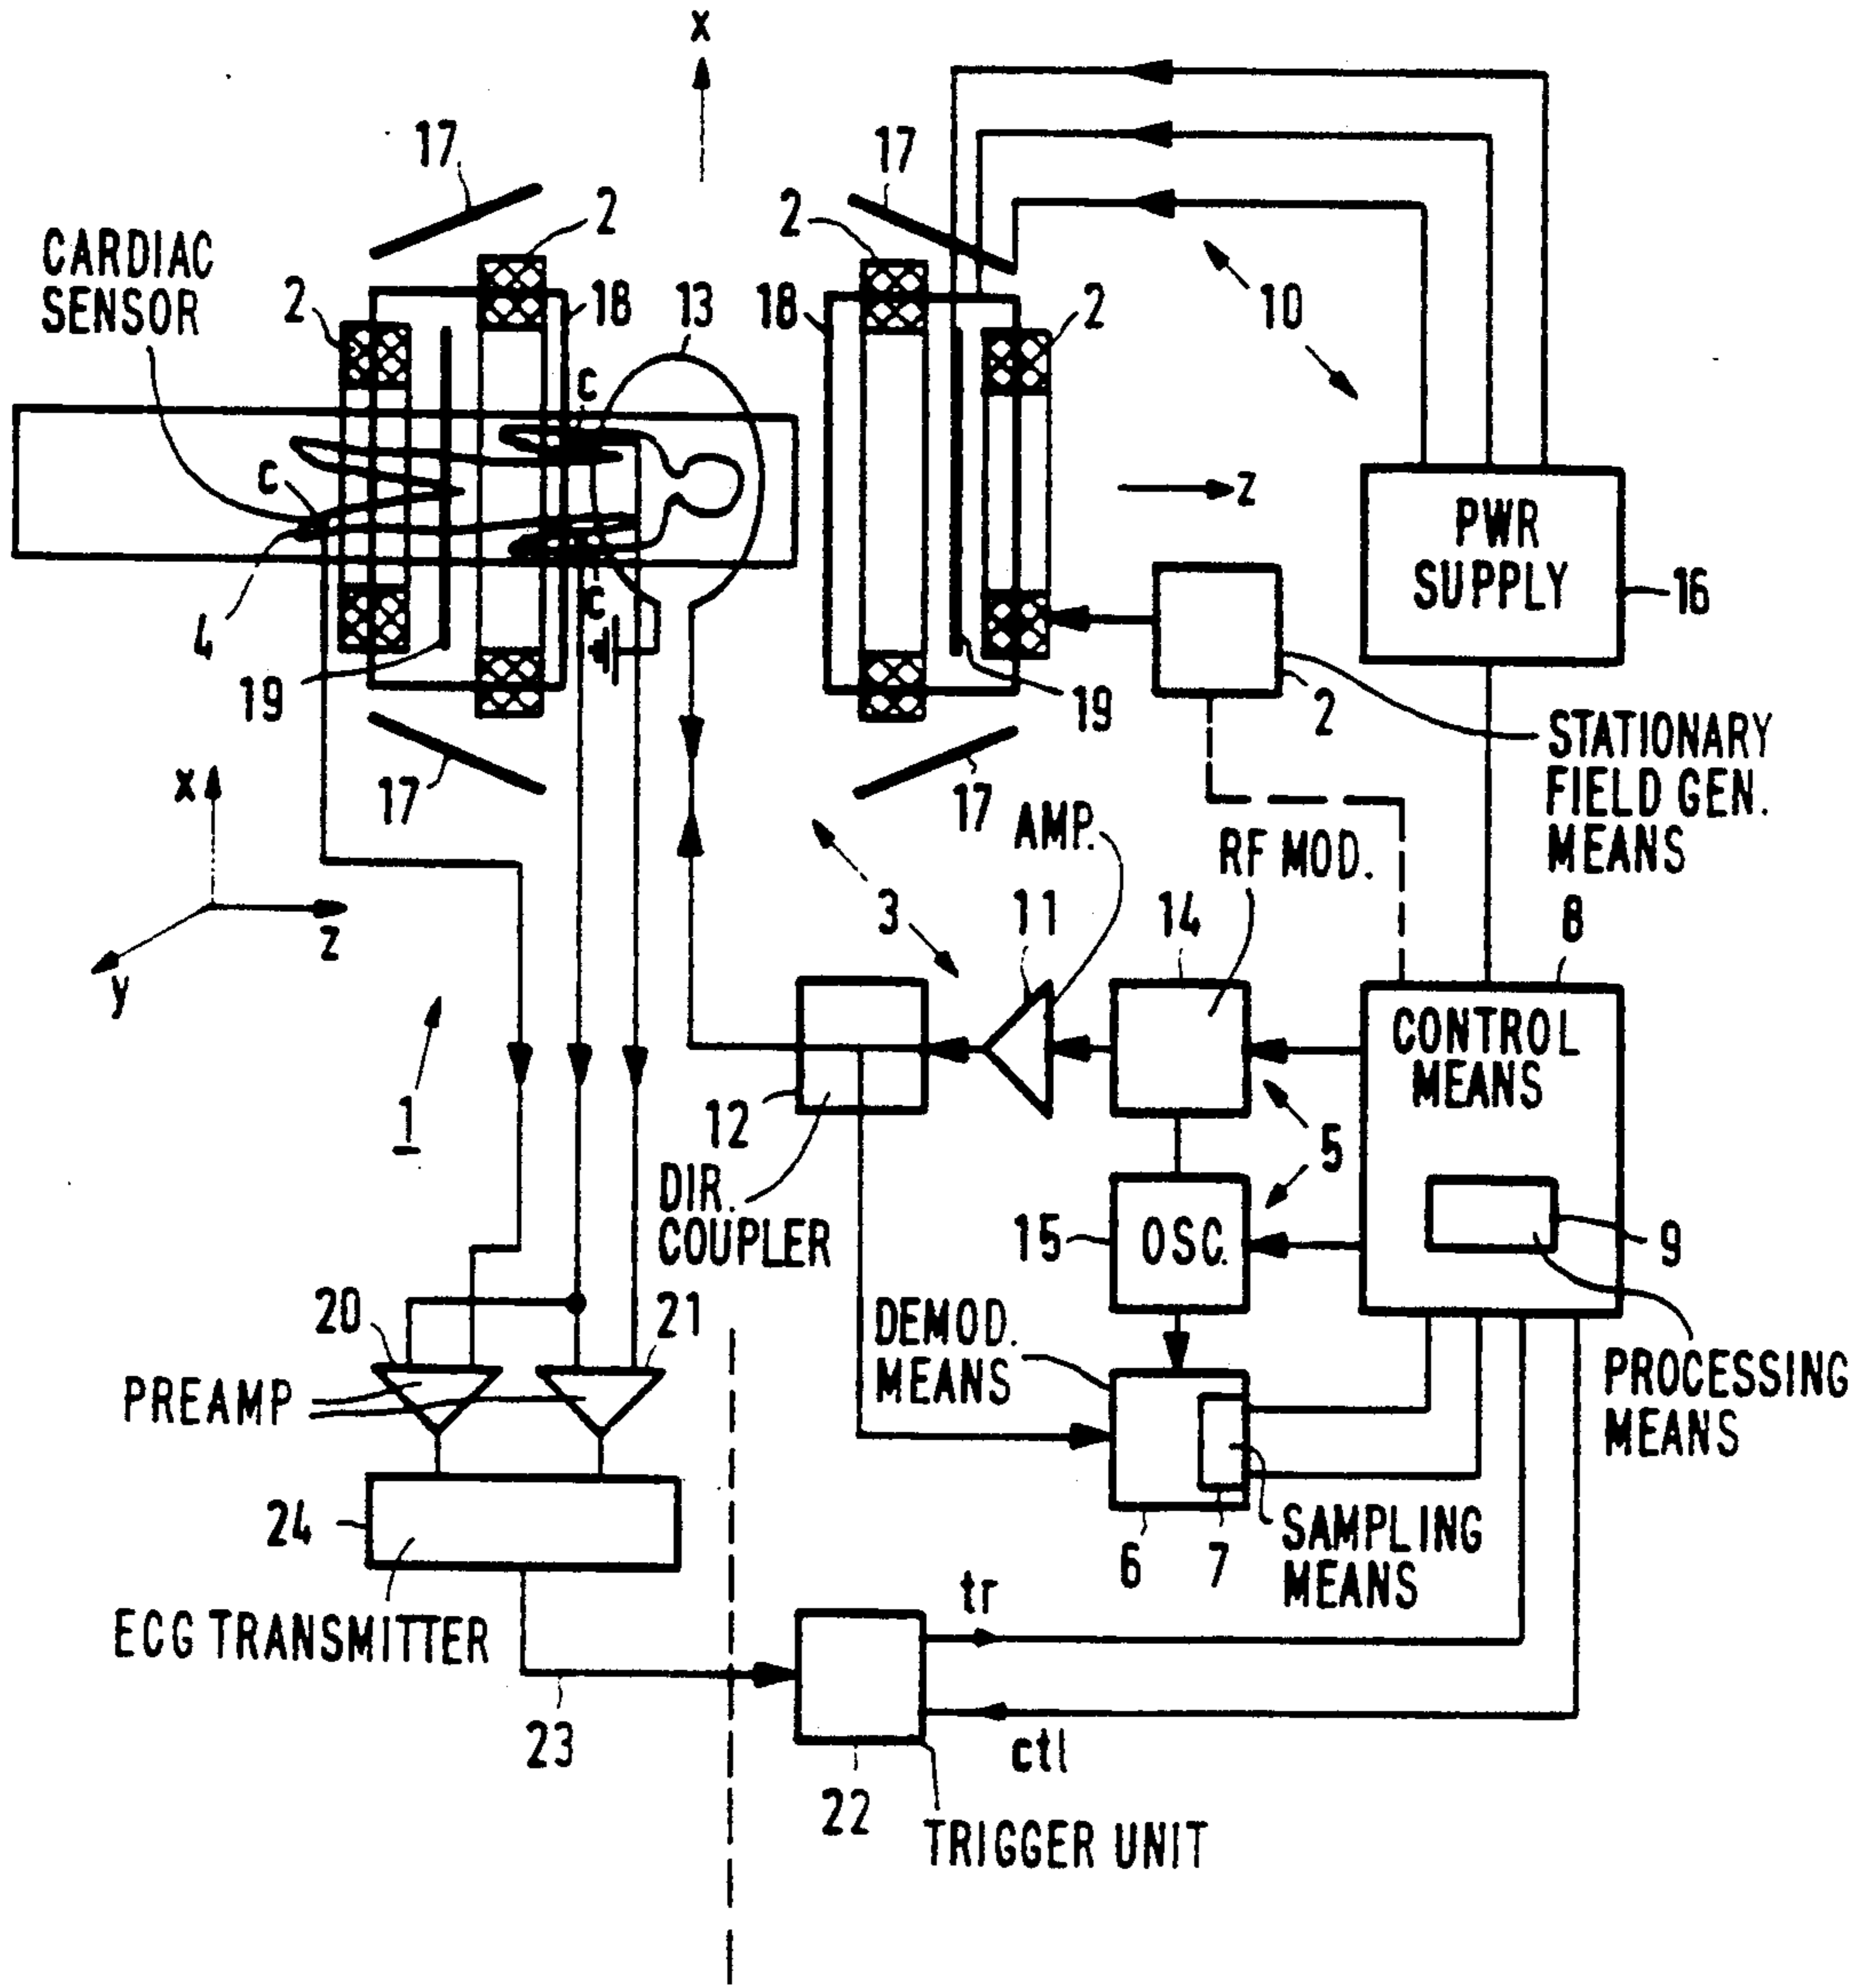 x
17
17
2
2
CARDIAC
SENSOR
2
18
13
18
2
10
c
c
z
PWR
SUPPLY
16
4
c
19
19
2
STATIONARY
FIELD GEN.
MEANS
x
17
17
AMP.
RF MOD.
z
y
3
11
14
8
CONTROL
MEANS
1
12
5
DIR.
COUPLER
15
OSC.
9
20
21
DEMOD.
MEANS
PROCESSING
MEANS
PREAMP
24
6
7
SAMPLING
MEANS
tr
ECG TRANSMITTER
23
ctl
22
TRIGGER UNIT